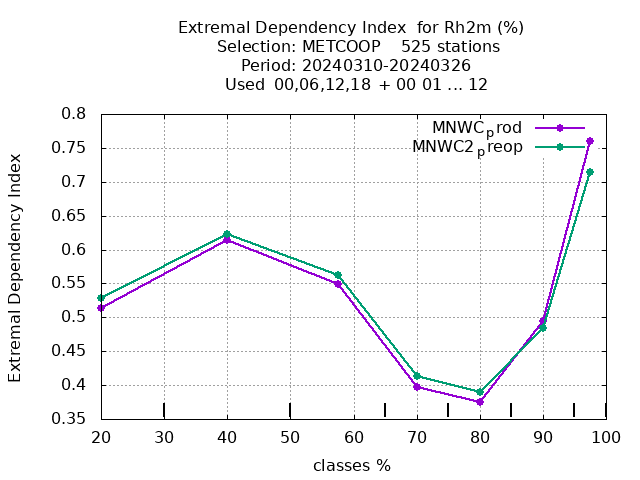 Extremal Dependency Index  for Rh2m (%)
Selection: METCOOP    525 stations
Period: 20240310-20240326
Used  00,06,12,18 + 00 01 ... 12
MNWC_prod
MNWC2_preop
0.8
0.75
0.7
0.65
0.6
0.55
0.5
0.45
0.4
0.35
Extremal Dependency Index
20 30 40 50 60 70 80 90 100
classes %